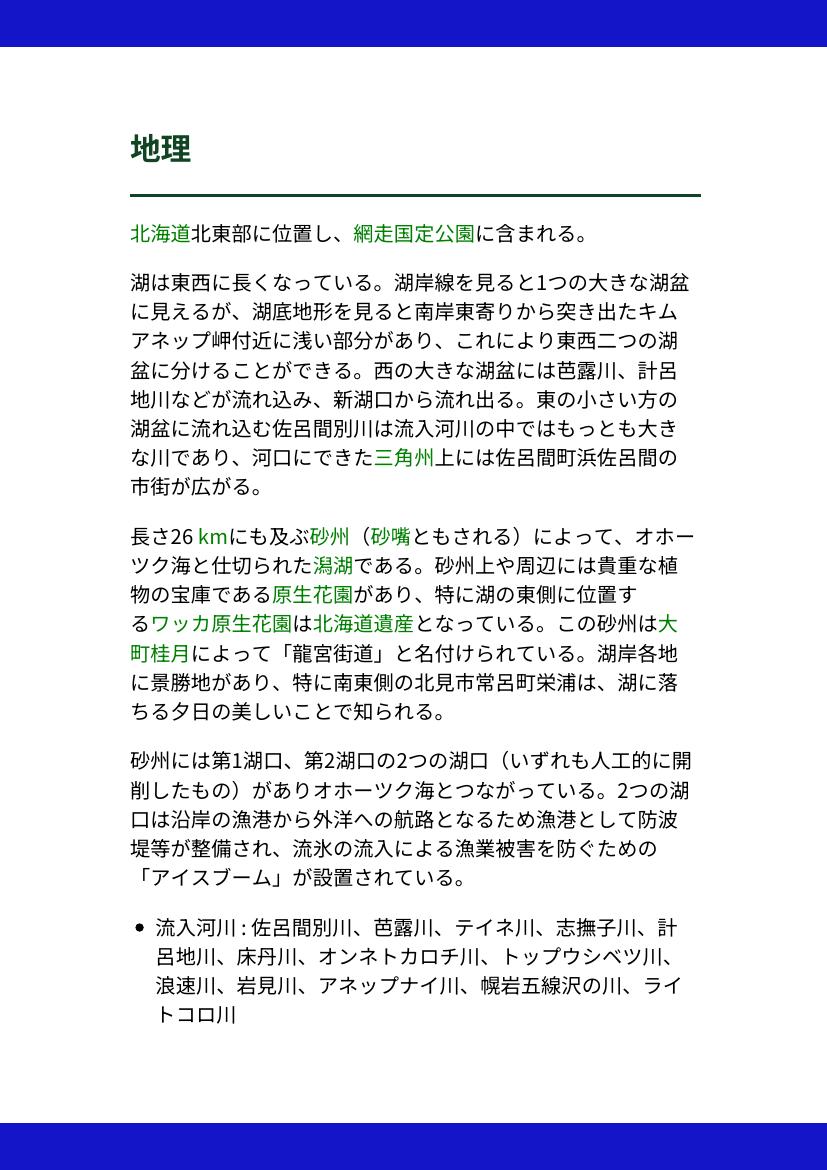 地理
北海道北東部に位置し、網走国定公園に含まれる。
湖は東西に長くなっている。湖岸線を見ると1つの大きな湖盆
に見えるが、湖底地形を見ると南岸東寄りから突き出たキム
アネップ岬付近に浅い部分があり、これにより東西二つの湖
盆に分けることができる。西の大きな湖盆には芭露川、計呂
地川などが流れ込み、新湖口から流れ出る。東の小さい方の
湖盆に流れ込む佐呂間別川は流入河川の中ではもっとも大き
な川であり、河口にできた三角州上には佐呂間町浜佐呂間の
市街が広がる。
長さ26 kmにも及ぶ砂州（砂嘴ともされる）によって、オホー
ツク海と仕切られた潟湖である。砂州上や周辺には貴重な植
物の宝庫である原生花園があり、特に湖の東側に位置す
るワッカ原生花園は北海道遺産となっている。この砂州は大
町桂月によって「龍宮街道」と名付けられている。湖岸各地
に景勝地があり、特に南東側の北見市常呂町栄浦は、湖に落
ちる夕日の美しいことで知られる。
砂州には第1湖口、第2湖口の2つの湖口（いずれも人工的に開
削したもの）がありオホーツク海とつながっている。2つの湖
口は沿岸の漁港から外洋への航路となるため漁港として防波
堤等が整備され、流氷の流入による漁業被害を防ぐための
「アイスブーム」が設置されている。
• 流入河川 : 佐呂間別川、芭露川、テイネ川、志撫子川、計
呂地川、床丹川、オンネトカロチ川、トップウシベツ川、
浪速川、岩見川、アネップナイ川、幌岩五線沢の川、ライ
トコロ川